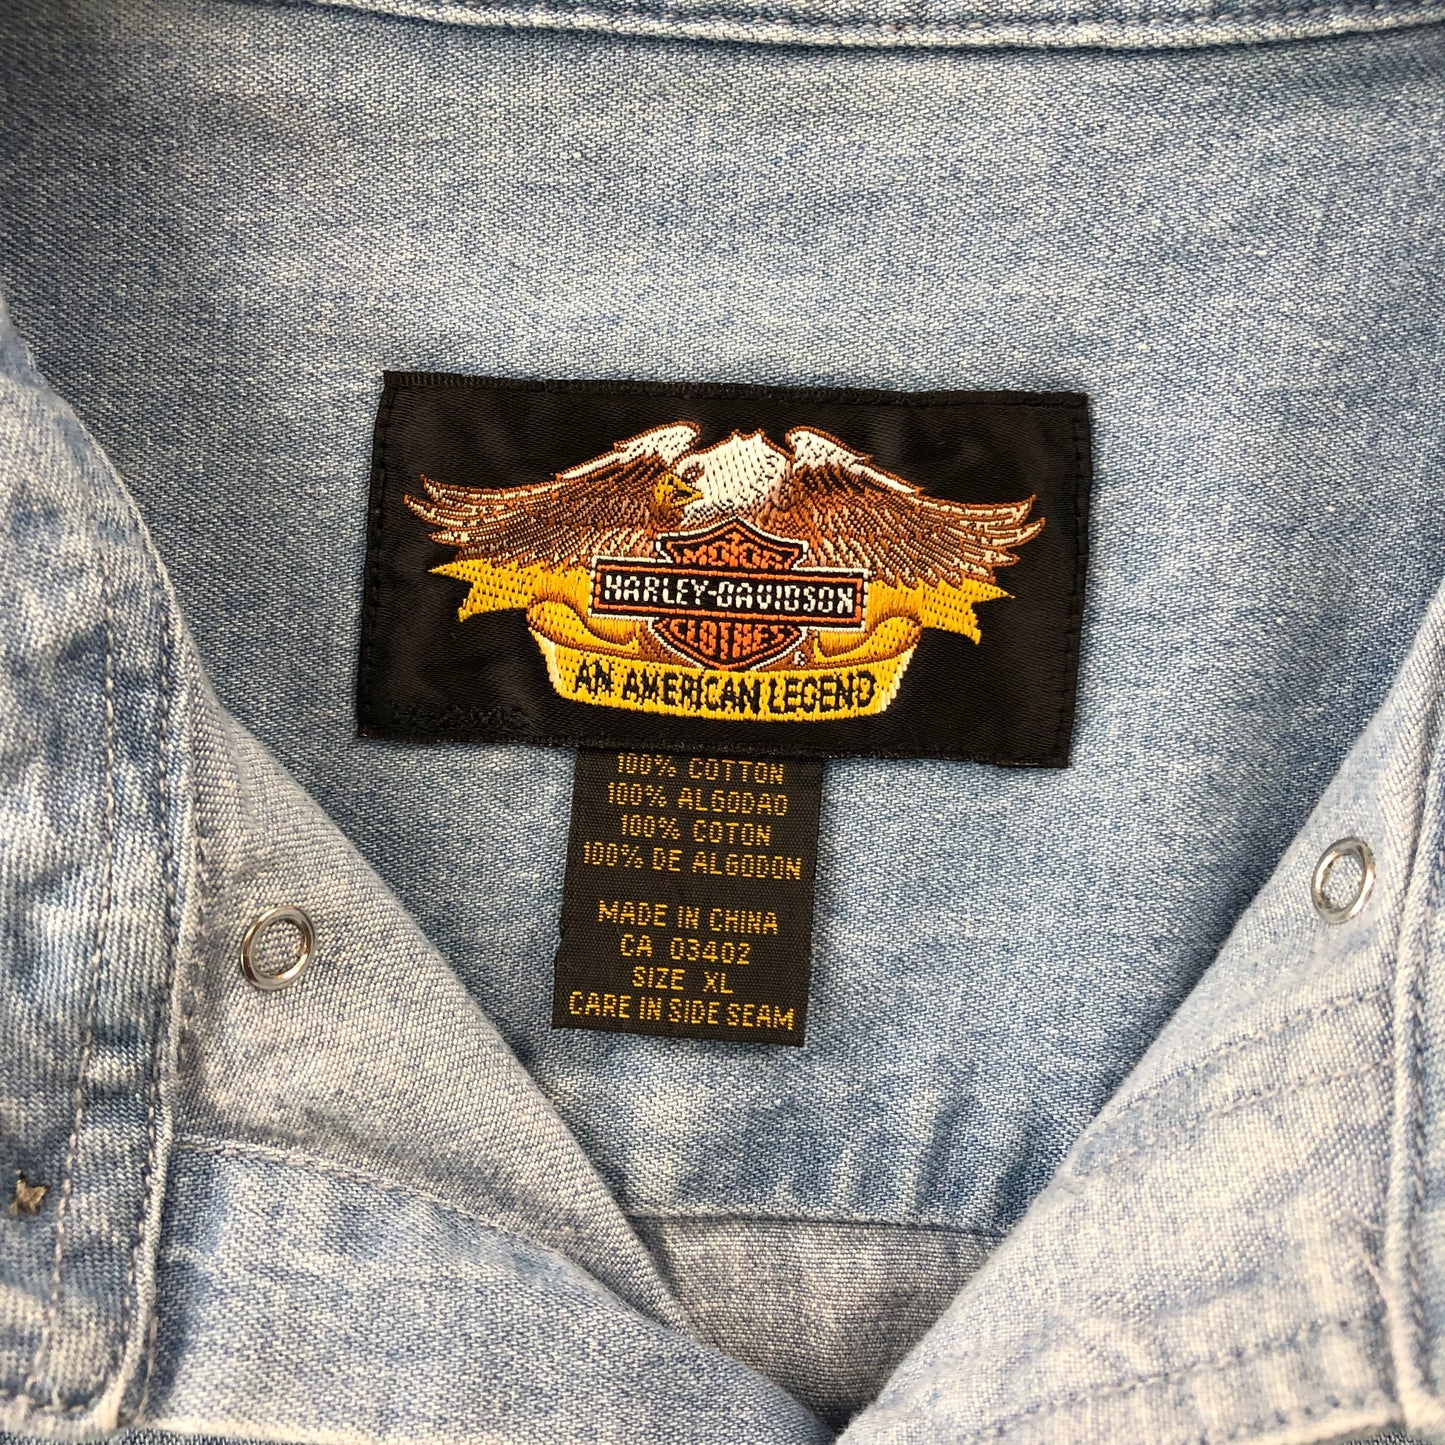 MOTOR
HARLEY-DAVIDSON
CLOTHES
®
AN AMERICAN LEGEND
100% COTTON
100% ALGODAO
100% COTON
100% DE ALGODON
MADE IN CHINA
CA 03402
SIZE XL
CARE IN SIDE SEAM